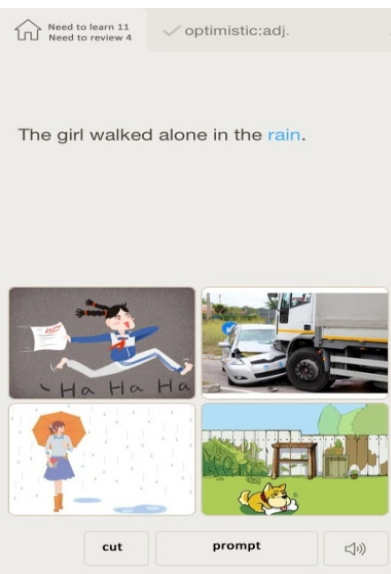 Need to learn 11
Need to review 4
optimistic:adj.
The girl walked alone in the rain.
Ha Ha Ha
cut
prompt